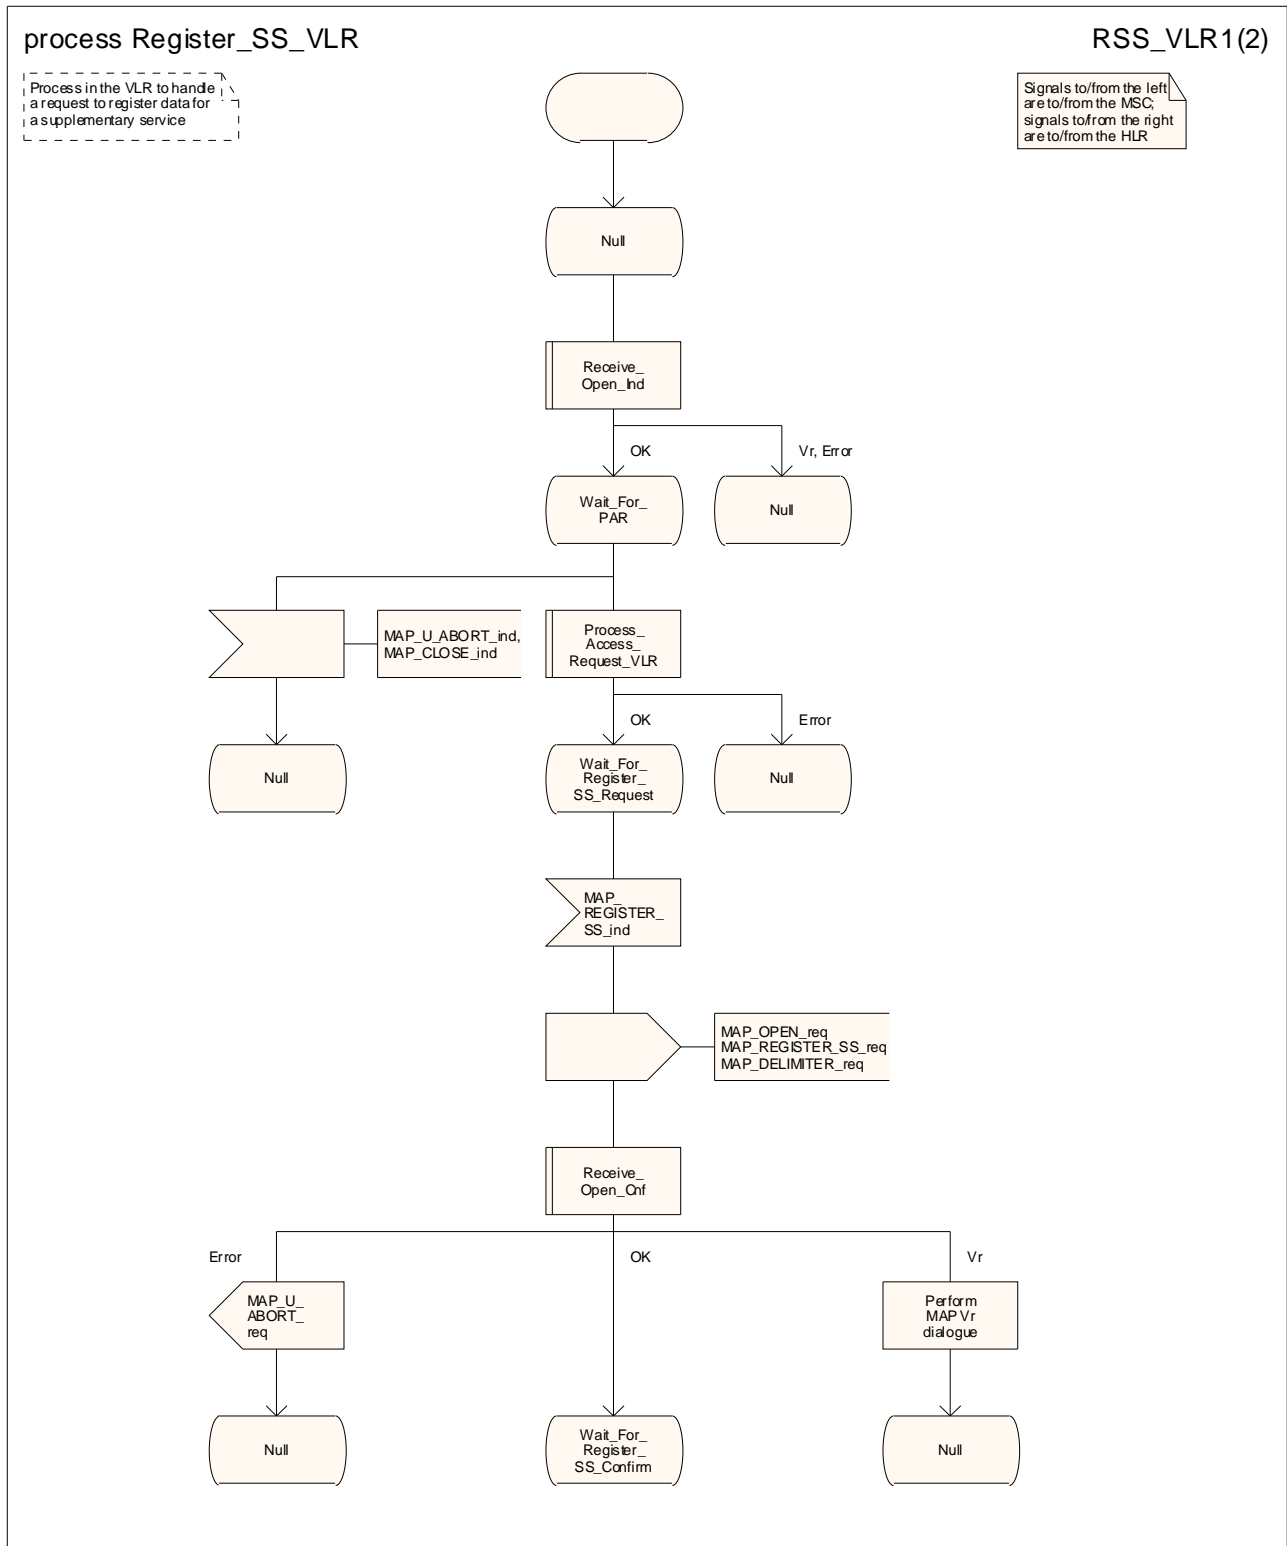 process Register_SS_VLR
RSS_VLR1(2)
Process in the VLR to handle
a request to register data for
a supplementary service
Signals to/from the left
are to/from the MSC;
signals to/from the right
are to/from the HLR
Null
Receive_
Open_Ind
OK
Vr, Error
Wait_For_
PAR
Null
MAP_U_ABORT_ind,
MAP_CLOSE_ind
Process_
Access_
Request_VLR
OK
Error
Null
Wait_For_
Register_
SS_Request
Null
MAP_
REGISTER_
SS_ind
MAP_OPEN_req
MAP_REGISTER_SS_req
MAP_DELIMITER_req
Receive_
Open_Cnf
Error
OK
Vr
MAP_U_
ABORT_
req
Perform
MAP Vr
dialogue
Null
Wait_For_
Register_
SS_Confirm
Null